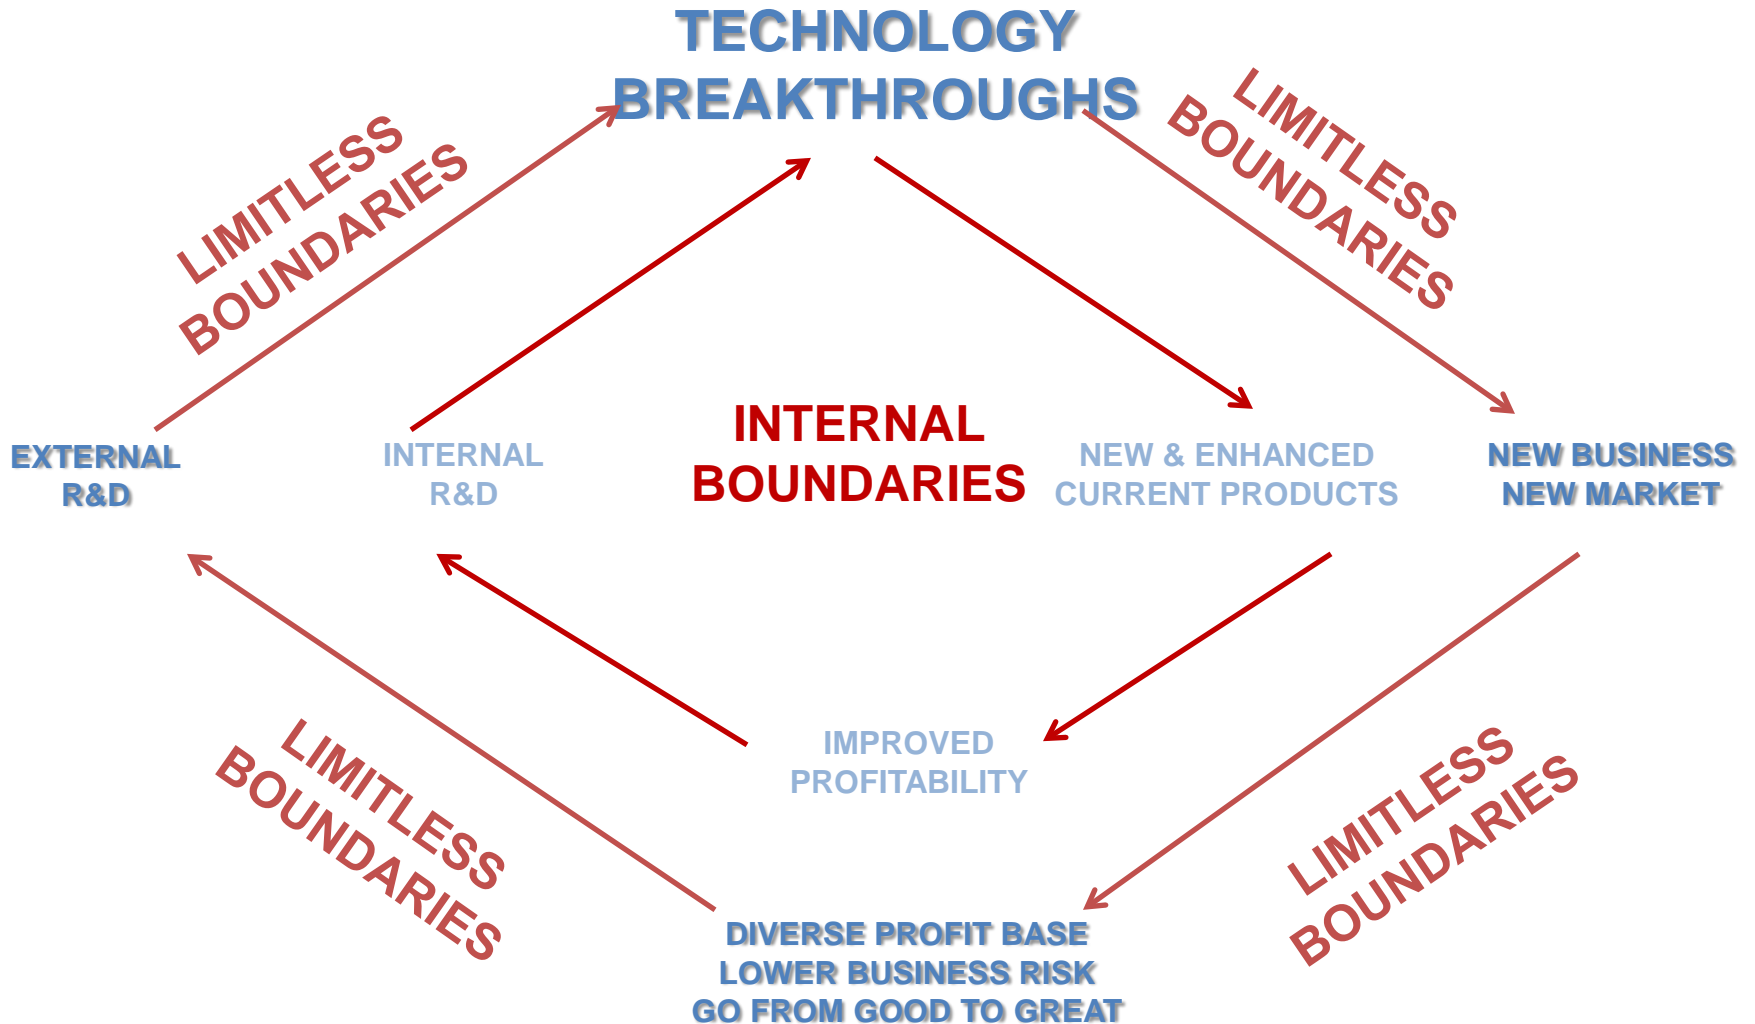 TECHNOLOGY
BREAKTHROUGHS
LIMITLESS
BOUNDARIES
LIMITLESS
BOUNDARIES
EXTERNAL
R&D
INTERNAL
R&D
INTERNAL
BOUNDARIES
NEW & ENHANCED
CURRENT PRODUCTS
NEW BUSINESS
NEW MARKET
IMPROVED
PROFITABILITY
LIMITLESS
BOUNDARIES
LIMITLESS
BOUNDARIES
DIVERSE PROFIT BASE
LOWER BUSINESS RISK
GO FROM GOOD TO GREAT